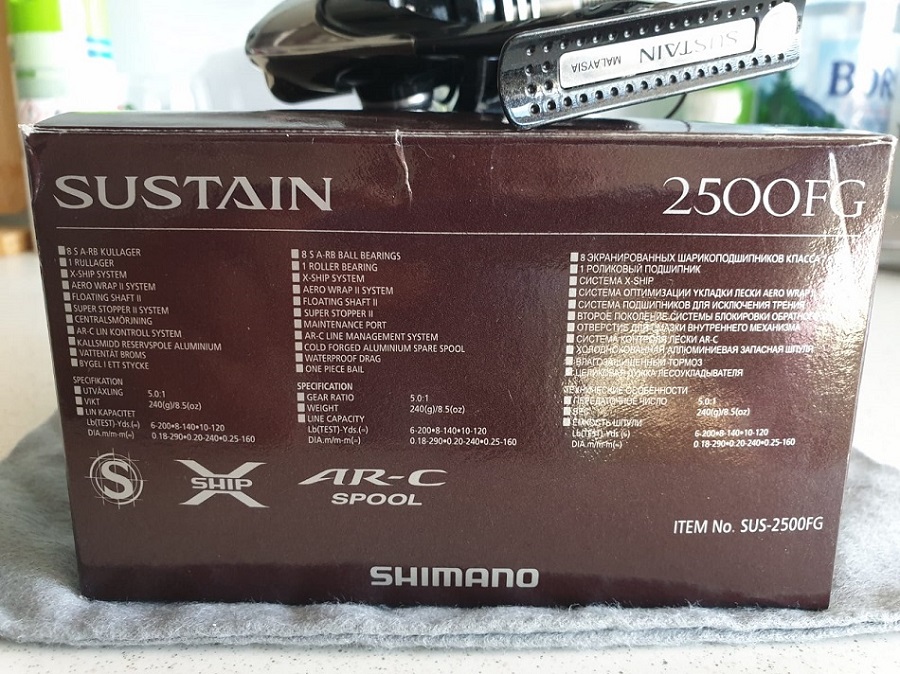 SUSTAIN
MALAYSIA
BOR
SUSTAIN
2500FG
8 S A-RB KULLAGER
1 RULLAGER
X-SHIP SYSTEM
AERO WRAP II SYSTEM
FLOATING SHAFT II
SUPER STOPPER II SYSTEM
CENTRALSMÖRJNING
AR-C LIN KONTROLL SYSTEM
KALLSMIDD RESERVSPOLE ALUMINIUM
VATTENTÄT BROMS
BYGEL I ETT STYCKE
SPECIFIKATION
UTVÄXLING 5.0:1
VIKT 240(g)/8.5(oz)
LIN KAPACITET
Lb(TEST)-Yds.(≈) 6-200•8-140•10-120
DIA.m/m-m(≈) 0.18-290•0.20-240•0.25-160
8 S A-RB BALL BEARINGS
1 ROLLER BEARING
X-SHIP SYSTEM
AERO WRAP II SYSTEM
FLOATING SHAFT II
SUPER STOPPER II
MAINTENANCE PORT
AR-C LINE MANAGEMENT SYSTEM
COLD FORGED ALUMINIUM SPARE SPOOL
WATERPROOF DRAG
ONE PIECE BAIL
SPECIFICATION
GEAR RATIO 5.0:1
WEIGHT 240(g)/8.5(oz)
LINE CAPACITY
Lb(TEST)-Yds.(≈) 6-200•8-140•10-120
DIA.m/m-m(≈) 0.18-290•0.20-240•0.25-160
8 ЭКРАНИРОВАННЫХ ШАРИКОПОДШИПНИКОВ КЛАССА
1 РОЛИКОВЫЙ ПОДШИПНИК
СИСТЕМА X-SHIP
СИСТЕМА ОПТИМИЗАЦИИ УКЛАДКИ ЛЕСКИ AERO WRAP
СИСТЕМА ПОДШИПНИКОВ ДЛЯ ИСКЛЮЧЕНИЯ ТРЕНИЯ
ВТОРОЕ ПОКОЛЕНИЕ СИСТЕМЫ БЛОКИРОВКИ ОБРАТНОГО
ОТВЕРСТИЕ ДЛЯ СМАЗКИ ВНУТРЕННЕГО МЕХАНИЗМА
СИСТЕМА КОНТРОЛЯ ЛЕСКИ AR-C
ХОЛОДНОКОВАННАЯ АЛЛЮМИНИЕВАЯ ЗАПАСНАЯ ШПУЛЯ
ВЛАГОЗАЩИЩЕННЫЙ ТОРМОЗ
ЦЕЛИКОВАЯ ДУЖКА ЛЕСОУКЛАДЫВАТЕЛЯ
ТЕХНИЧЕСКИЕ ОСОБЕННОСТИ
ПЕРЕДАТОЧНОЕ ЧИСЛО 5.0:1
ВЕС 240(g)/8.5(oz)
ЕМКОСТЬ ШПУЛИ
Lb(TEST)-Yds.(≈) 6-200•8-140•10-120
DIA.m/m-m(≈) 0.18-290•0.20-240•0.25-160
S
X SHIP
AR-C
SPOOL
ITEM No. SUS-2500FG
SHIMANO